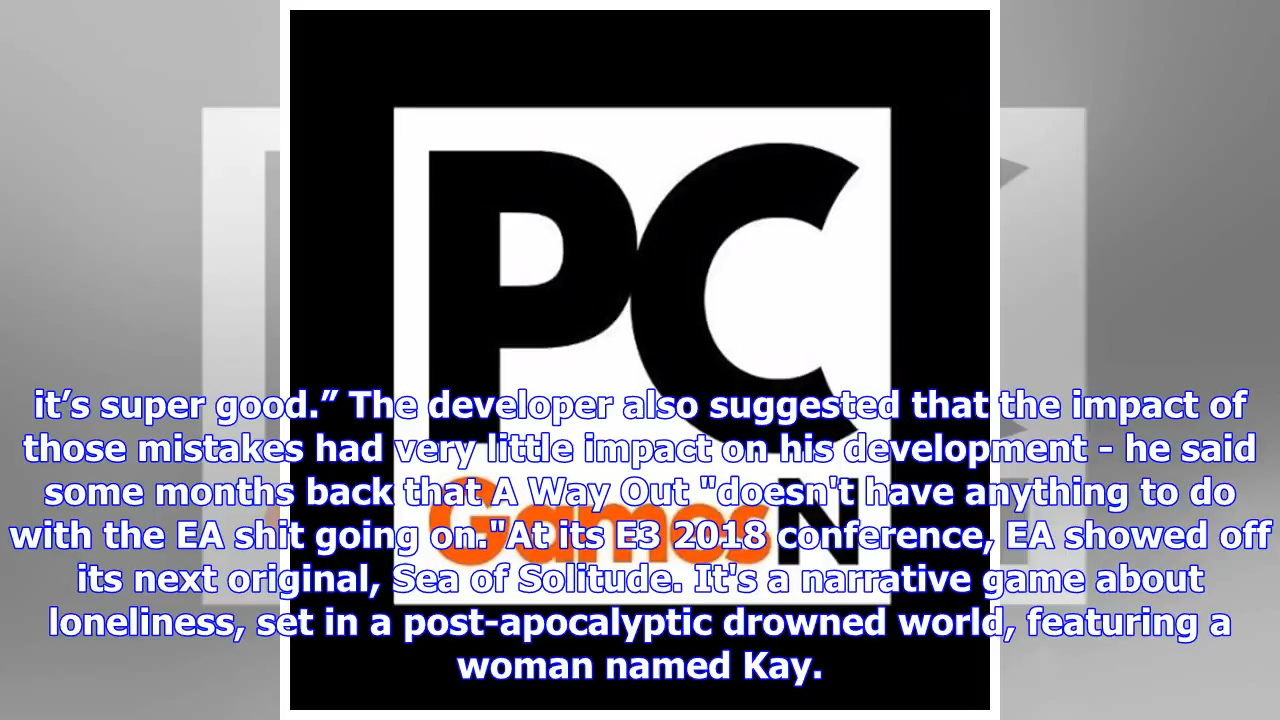 PC
GamesN
it’s super good.” The developer also suggested that the impact of
those mistakes had very little impact on his development - he said
some months back that A Way Out "doesn't have anything to do
with the EA shit going on."At its E3 2018 conference, EA showed off
its next original, Sea of Solitude. It's a narrative game about
loneliness, set in a post-apocalyptic drowned world, featuring a
woman named Kay.